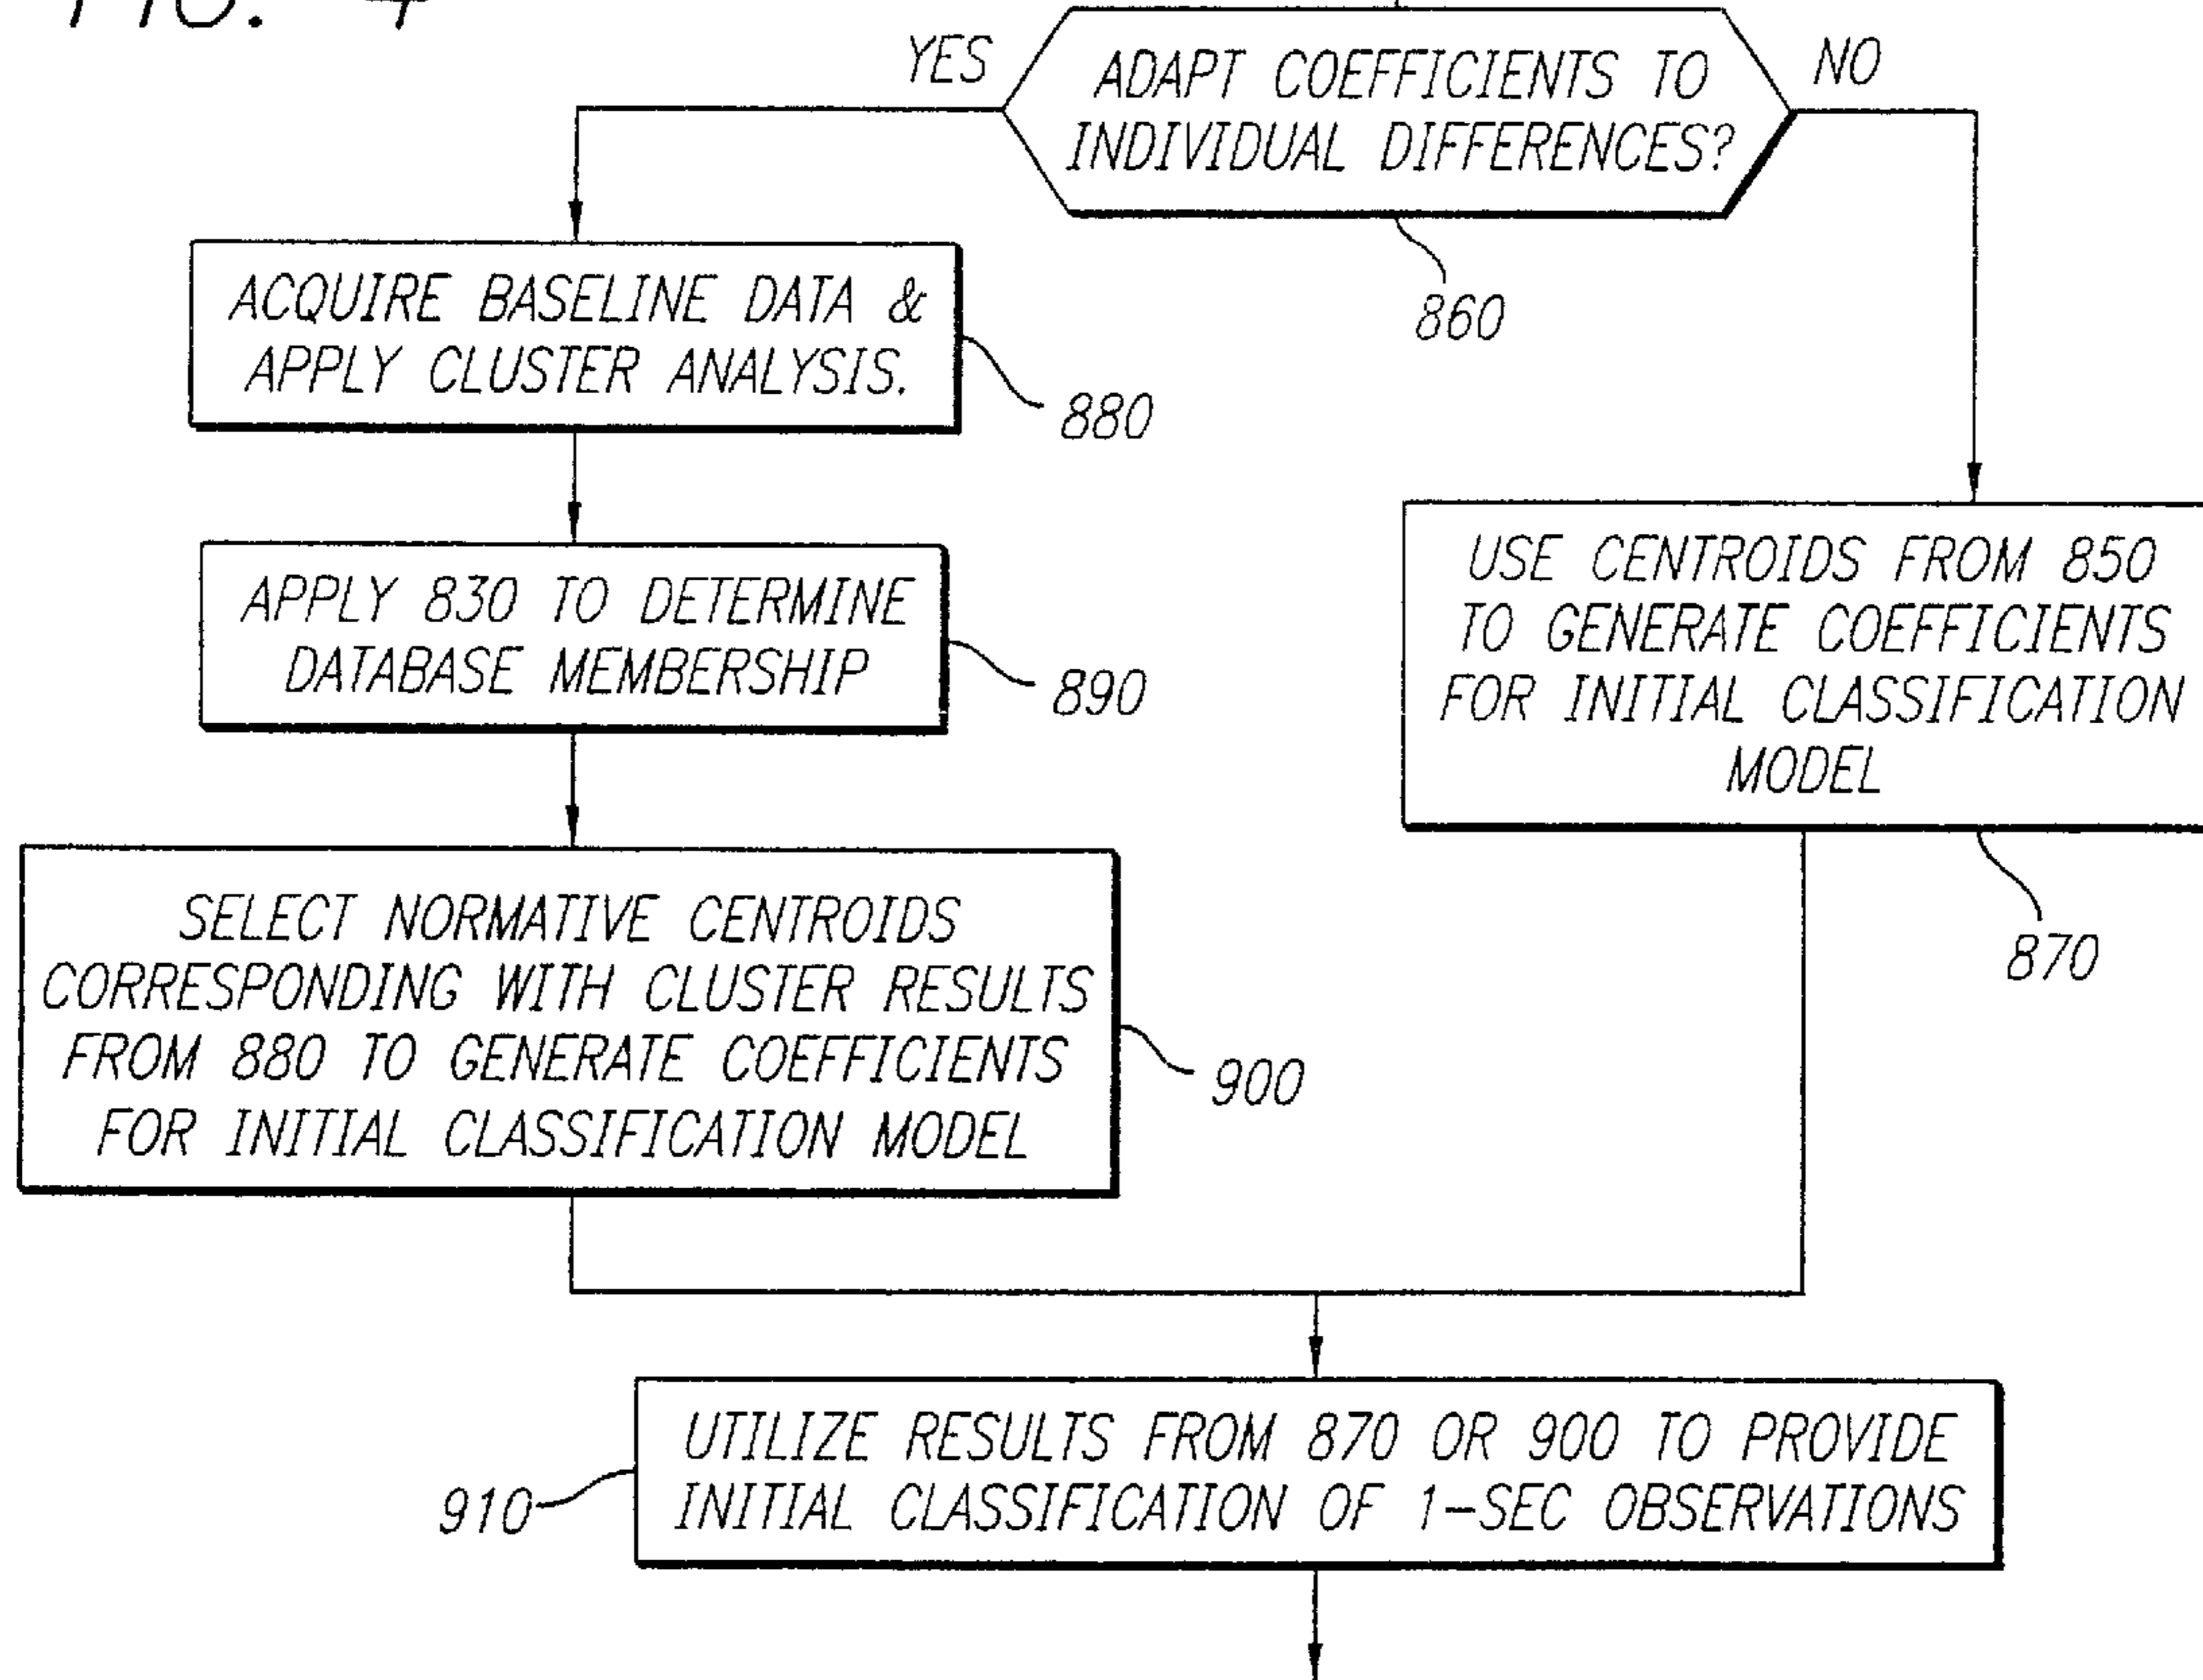 FIG. 4
YES
ADAPT COEFFICIENTS TO
INDIVIDUAL DIFFERENCES?
NO
860
ACQUIRE BASELINE DATA &
APPLY CLUSTER ANALYSIS.
880
APPLY 830 TO DETERMINE
DATABASE MEMBERSHIP
890
USE CENTROIDS FROM 850
TO GENERATE COEFFICIENTS
FOR INITIAL CLASSIFICATION
MODEL
870
SELECT NORMATIVE CENTROIDS
CORRESPONDING WITH CLUSTER RESULTS
FROM 880 TO GENERATE COEFFICIENTS
FOR INITIAL CLASSIFICATION MODEL
900
UTILIZE RESULTS FROM 870 OR 900 TO PROVIDE
INITIAL CLASSIFICATION OF 1-SEC OBSERVATIONS
910